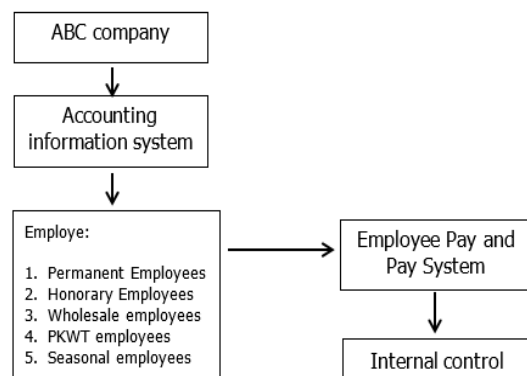 ABC company
Accounting
information system
Employe:
1. Permanent Employees
2. Honorary Employees
3. Wholesale employees
4. PKWT employees
5. Seasonal employees
Employee Pay and
Pay System
Internal control